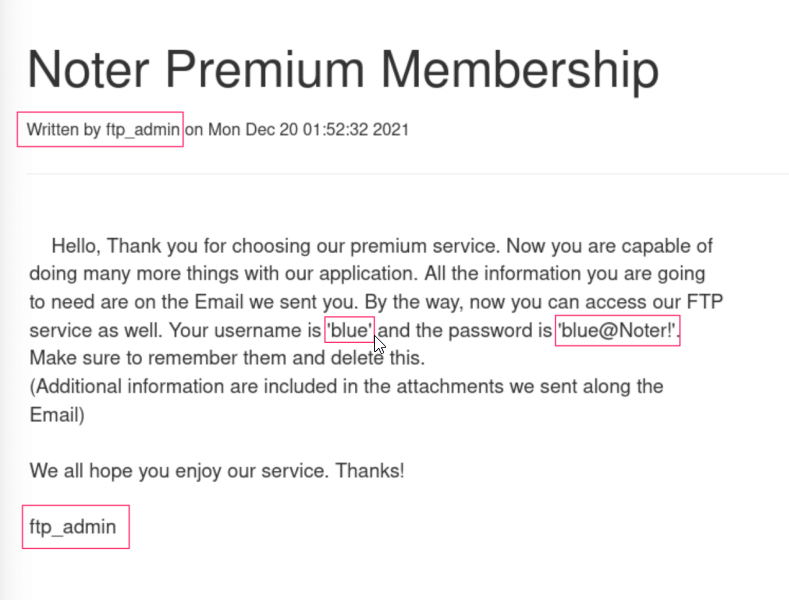 Noter Premium Membership
Written by ftp_admin on Mon Dec 20 01:52:32 2021
Hello, Thank you for choosing our premium service. Now you are capable of
doing many more things with our application. All the information you are going
to need are on the Email we sent you. By the way, now you can access our FTP
service as well. Your username is 'blue' and the password is 'blue@Noter!'.
Make sure to remember them and delete this.
(Additional information are included in the attachments we sent along the
Email)
We all hope you enjoy our service. Thanks!
ftp_admin